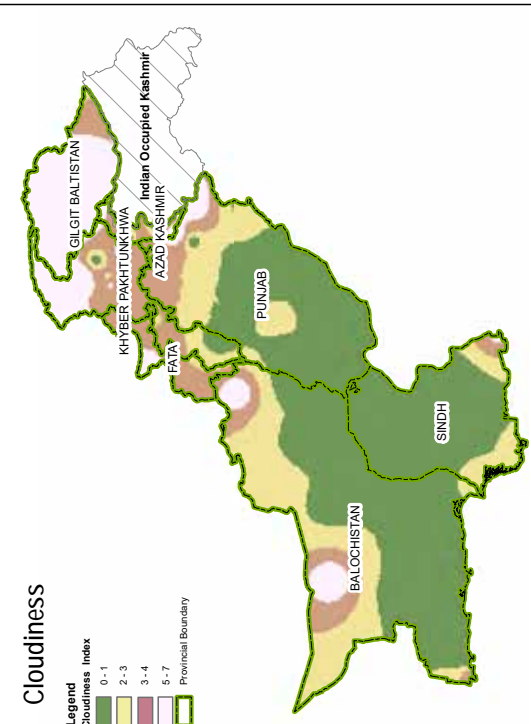 Cloudiness
Legend
Cloudiness Index
0 - 1
2 - 3
3 - 4
5 - 7
Provincial Boundary
GILGIT BALTISTAN
Indian Occupied Kashmir
KHYBER PAKHTUNKHWA
AZAD KASHMIR
FATA
PUNJAB
BALOCHISTAN
SINDH